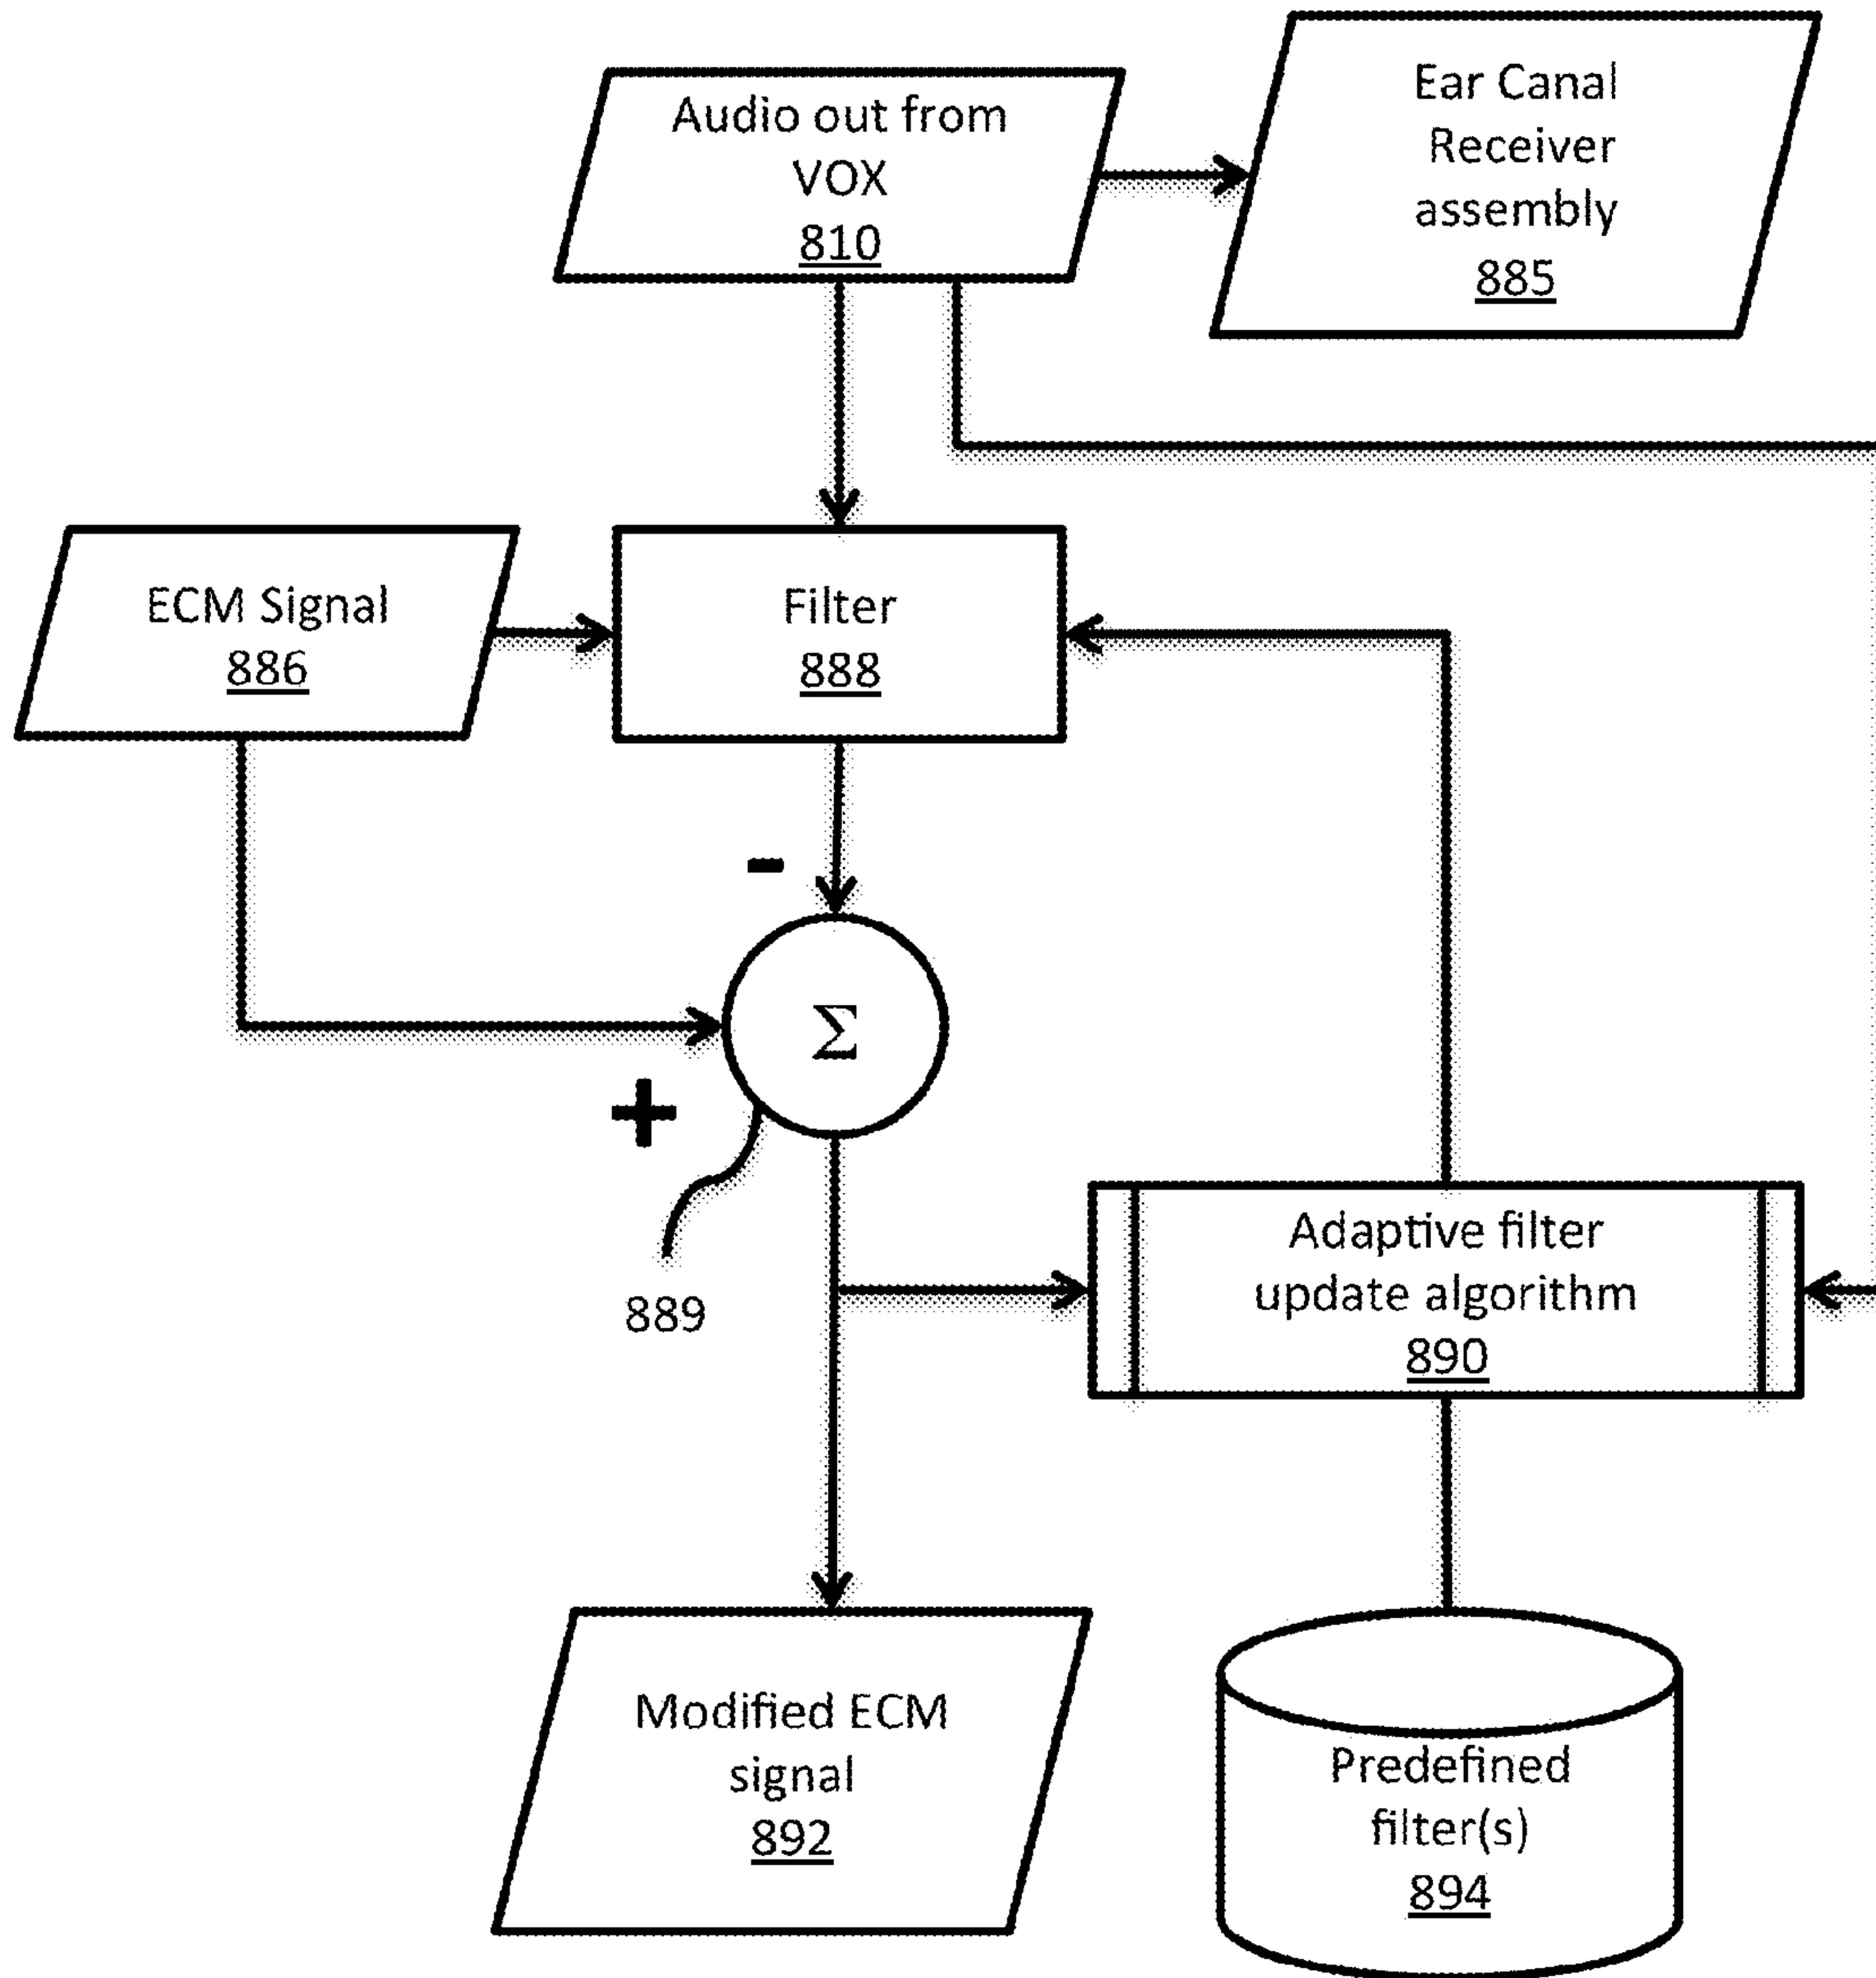 Audio out from
VOX
810
Ear Canal
Receiver
assembly
885
ECM Signal
886
Filter
888
-
Σ
+
889
Adaptive filter
update algorithm
890
Modified ECM
signal
892
Predefined
filter(s)
894